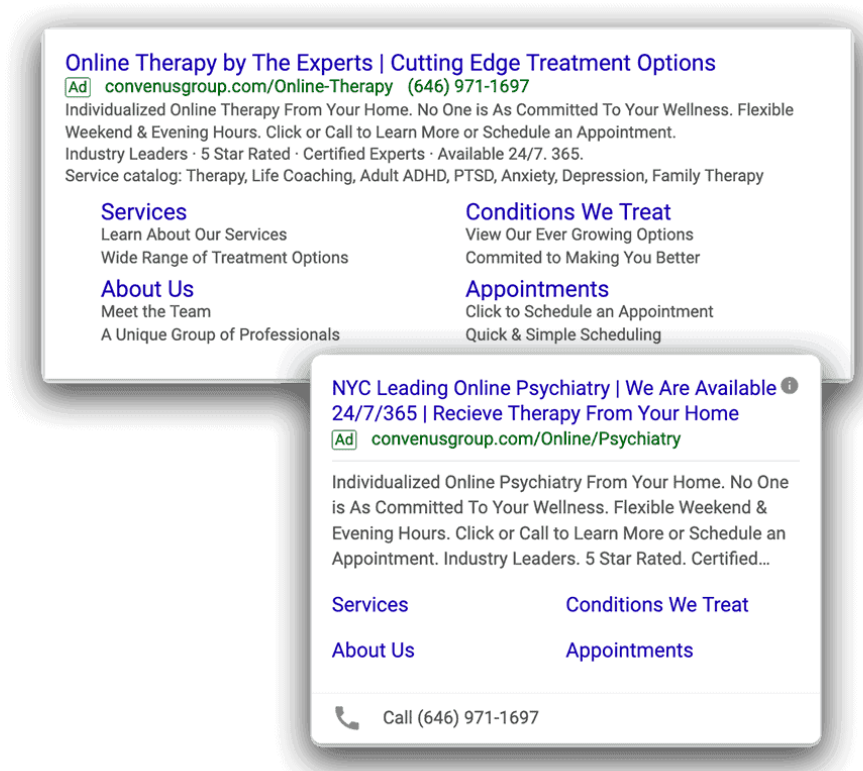 Online Therapy by The Experts | Cutting Edge Treatment Options
Ad convenusgroup.com/Online-Therapy (646) 971-1697
Individualized Online Therapy From Your Home. No One is As Committed To Your Wellness. Flexible
Weekend & Evening Hours. Click or Call to Learn More or Schedule an Appointment.
Industry Leaders · 5 Star Rated · Certified Experts · Available 24/7. 365.
Service catalog: Therapy, Life Coaching, Adult ADHD, PTSD, Anxiety, Depression, Family Therapy
Services
Learn About Our Services
Wide Range of Treatment Options
Conditions We Treat
View Our Ever Growing Options
Commited to Making You Better
About Us
Meet the Team
A Unique Group of Professionals
Appointments
Click to Schedule an Appointment
Quick & Simple Scheduling
NYC Leading Online Psychiatry | We Are Available
24/7/365 | Recieve Therapy From Your Home
Ad convenusgroup.com/Online/Psychiatry
Individualized Online Psychiatry From Your Home. No One
is As Committed To Your Wellness. Flexible Weekend &
Evening Hours. Click or Call to Learn More or Schedule an
Appointment. Industry Leaders. 5 Star Rated. Certified...
Services
Conditions We Treat
About Us
Appointments
Call (646) 971-1697